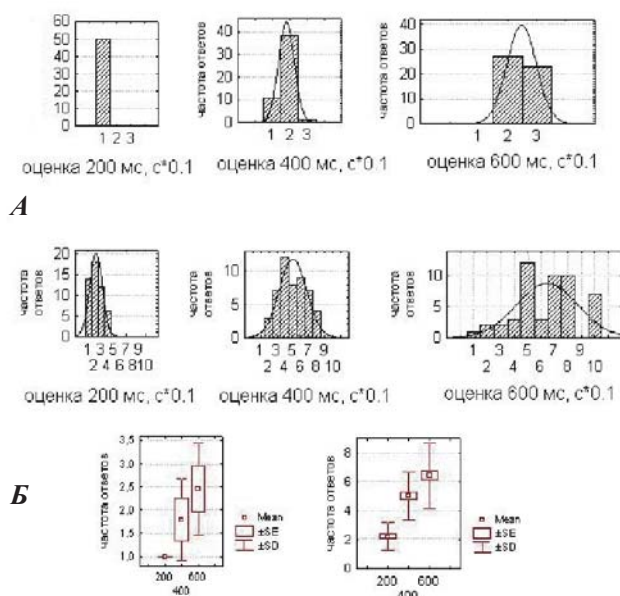 60
50
40
30
20
10
0
1 2 3
оценка 200 мс, с*0.1
частота ответов
40
30
20
10
0
1 2 3
оценка 400 мс, с*0.1
частота ответов
40
30
20
10
0
1 2 3
оценка 600 мс, с*0.1
А
частота
ответов
20
15
10
5
0
1 3 5 7 9
2 4 6 8 10
оценка 200 мс, с*0.1
частота
ответов
10
5
0
1 3 5 7 9
2 4 6 8 10
оценка 400 мс, с*0.1
частота
ответов
10
5
0
1 3 5 7 9
2 4 6 8 10
оценка 600 мс, с*0.1
Б
частота ответов
3,5
3,0
2,5
2,0
1,5
1,0
200 600
400
Mean
±SE
±SD
частота ответов
8
6
4
2
0
200 600
400
Mean
±SE
±SD